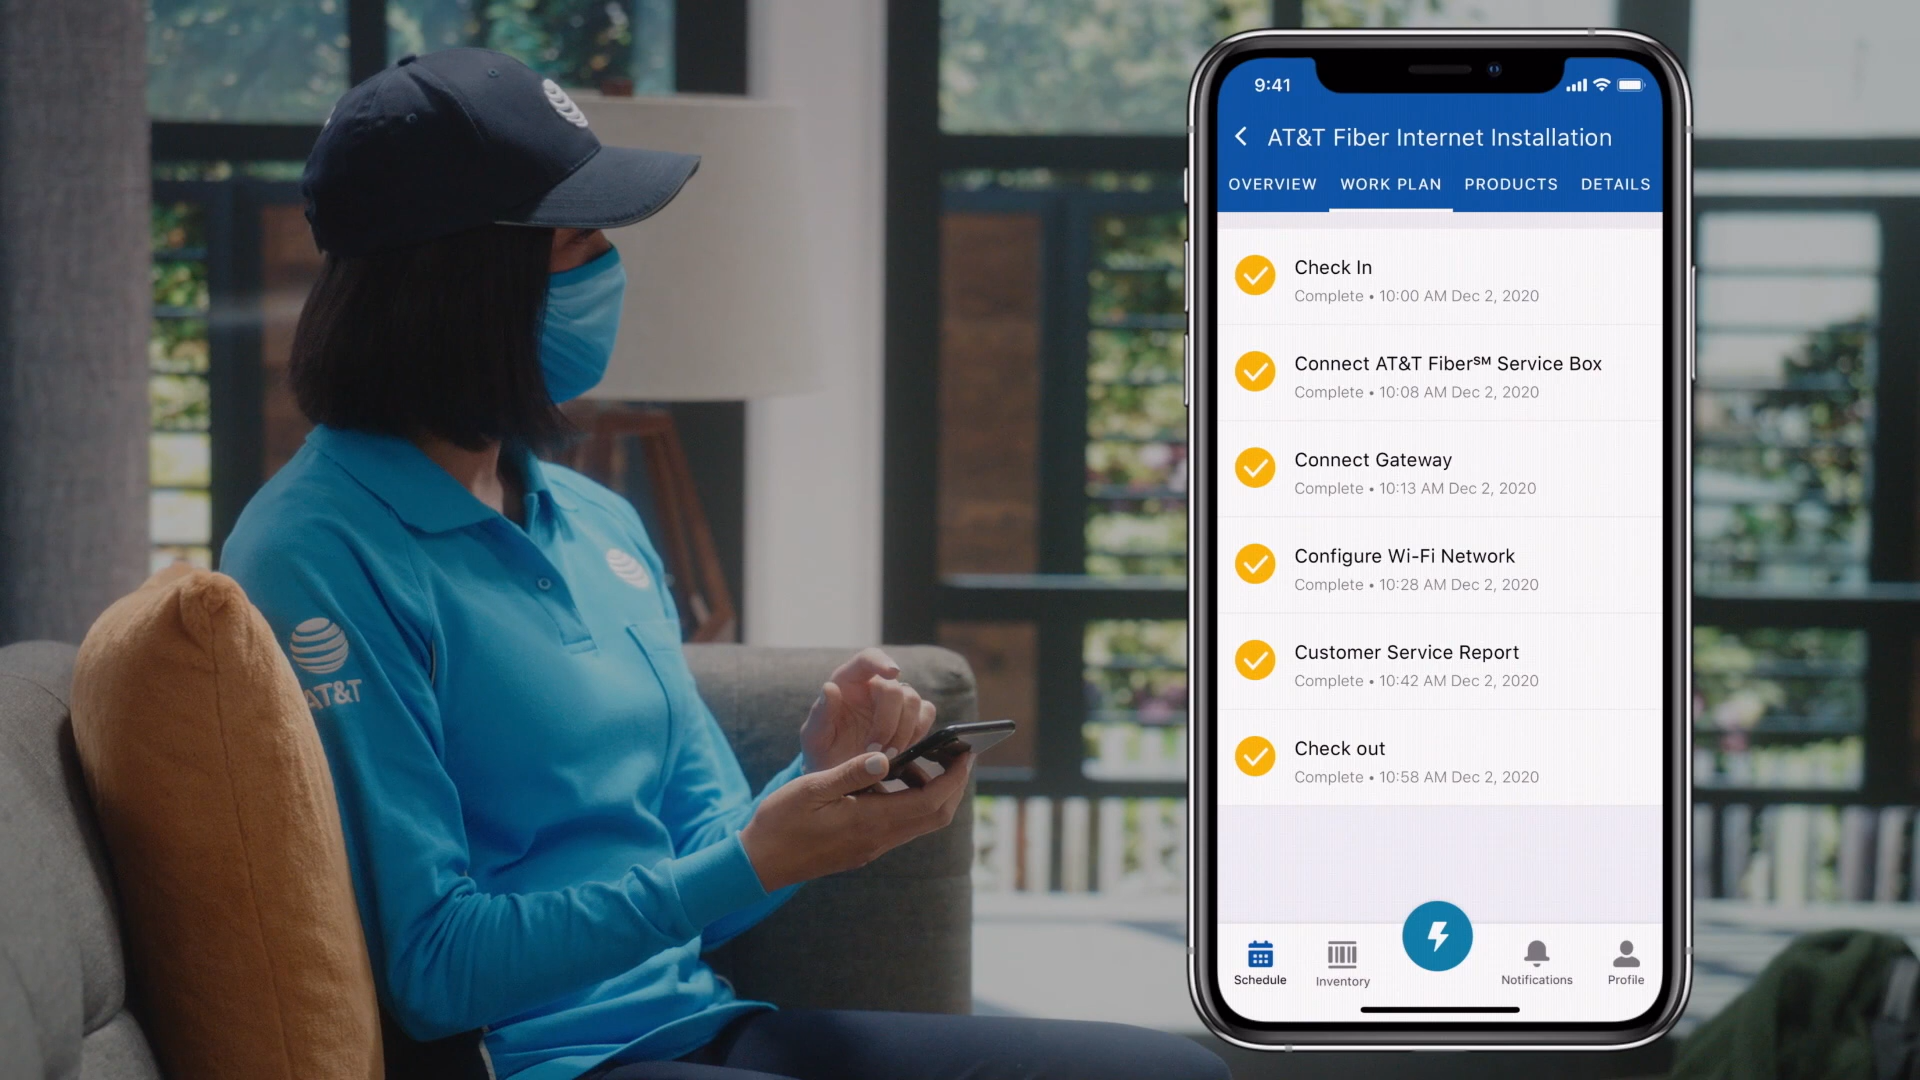 AT&T
9:41
AT&T Fiber Internet Installation
OVERVIEW WORK PLAN PRODUCTS DETAILS
Check In
Complete • 10:00 AM Dec 2, 2020
Connect AT&T Fiber℠ Service Box
Complete • 10:08 AM Dec 2, 2020
Connect Gateway
Complete • 10:13 AM Dec 2, 2020
Configure Wi-Fi Network
Complete • 10:28 AM Dec 2, 2020
Customer Service Report
Complete • 10:42 AM Dec 2, 2020
Check out
Complete • 10:58 AM Dec 2, 2020
Schedule Inventory Notifications Profile